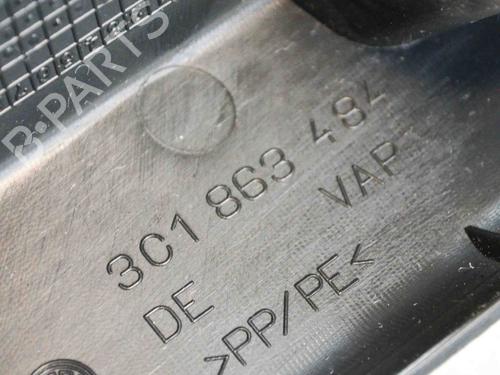 3C1 863 484
VAP
DE
>PP/PE<
B-PARTS